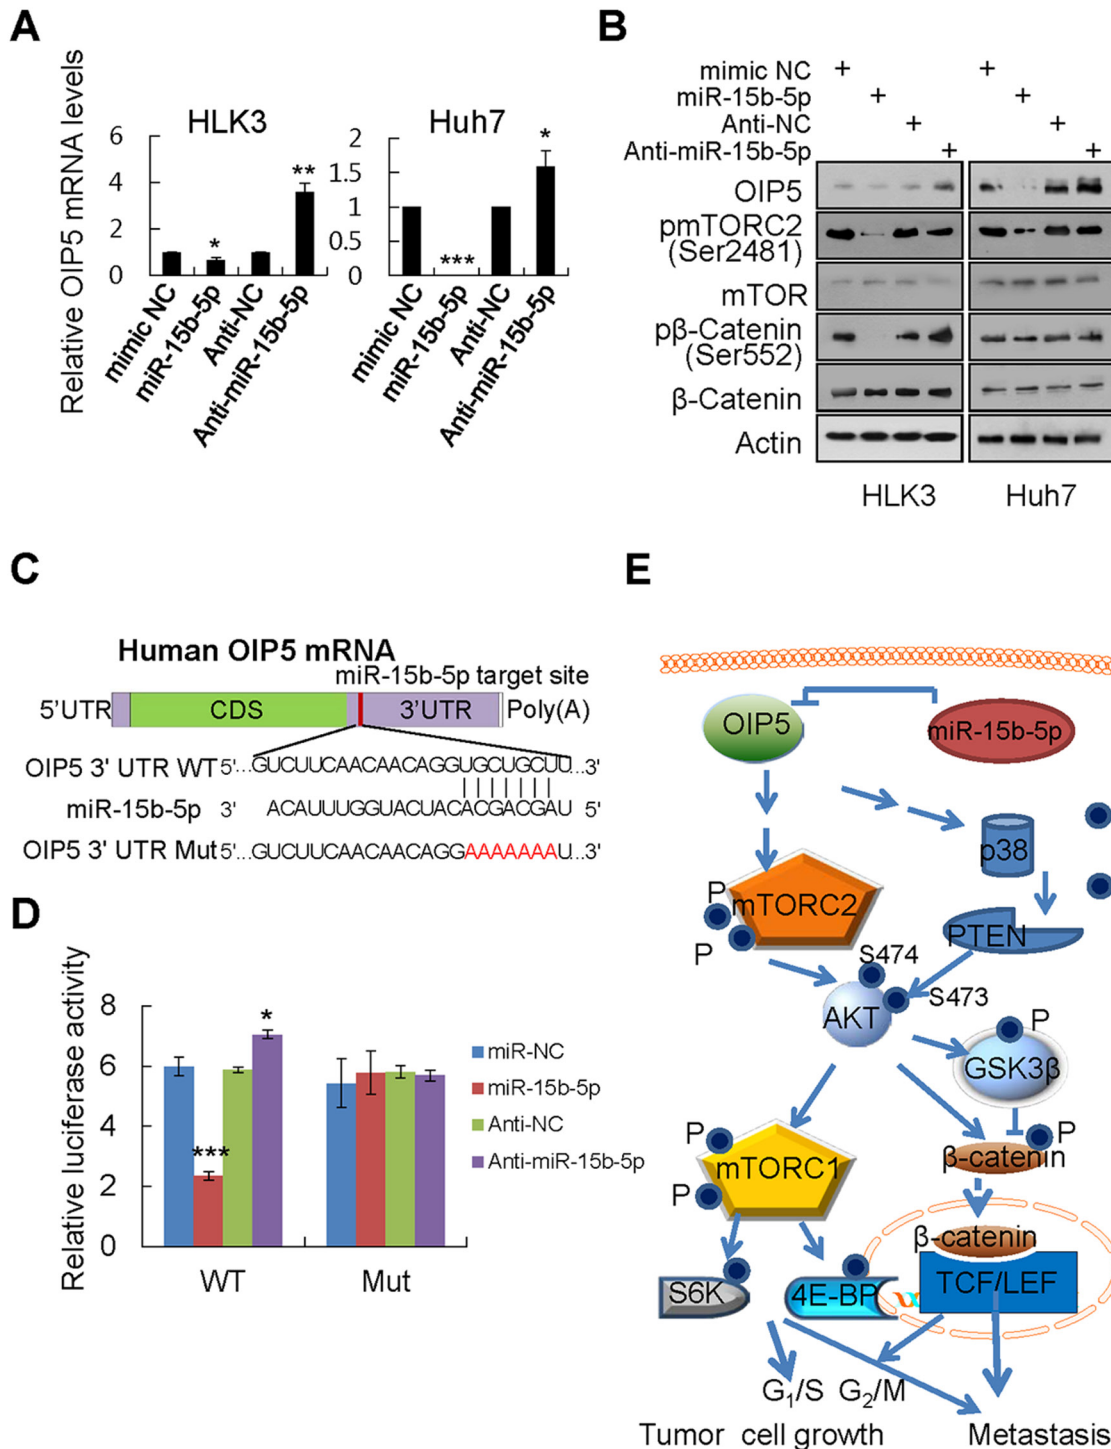 A
Relative OIP5 mRNA levels
HLK3
6
4
2
0
*
**
mimic NC
miR-15b-5p
Anti-NC
Anti-miR-15b-5p
Huh7
2
1.5
1
0.5
0
***
*
mimic NC
miR-15b-5p
Anti-NC
Anti-miR-15b-5p
B
mimic NC + +
miR-15b-5p + +
Anti-NC + +
Anti-miR-15b-5p + +
OIP5
pmTORC2
(Ser2481)
mTOR
pβ-Catenin
(Ser552)
β-Catenin
Actin
HLK3 Huh7
C
Human OIP5 mRNA
miR-15b-5p target site
5'UTR CDS 3'UTR Poly(A)
OIP5 3' UTR WT 5'...GUCUUCAACAACAGGUGCUGCUU...3'
miR-15b-5p 3' ACAUUUGGUACUACACGACGAU 5'
OIP5 3' UTR Mut 5'...GUCUUCAACAACAGGAAAAAAAU...3'
D
Relative luciferase activity
8
6
4
2
0
***
*
WT Mut
miR-NC
miR-15b-5p
Anti-NC
Anti-miR-15b-5p
E
OIP5
miR-15b-5p
p38
P
mTORC2
P
PTEN
S474
S473
AKT
P
GSK3β
P
mTORC1
P
P
β-catenin
β-catenin
S6K
4E-BP
TCF/LEF
G1/S G2/M
Tumor cell growth
Metastasis